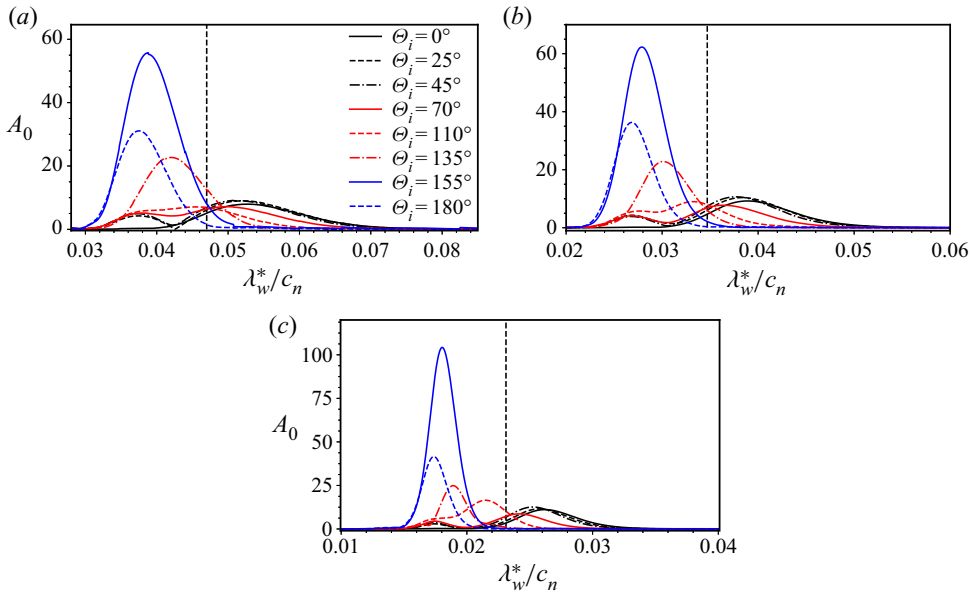 (a)
60
40
20
0
A₀
0.03 0.04 0.05 0.06 0.07 0.08
λ*w/cn
Θi = 0°
Θi = 25°
Θi = 45°
Θi = 70°
Θi = 110°
Θi = 135°
Θi = 155°
Θi = 180°
(b)
60
40
20
0
0.02 0.03 0.04 0.05 0.06
λ*w/cn
(c)
100
75
50
25
0
A₀
0.01 0.02 0.03 0.04
λ*w/cn